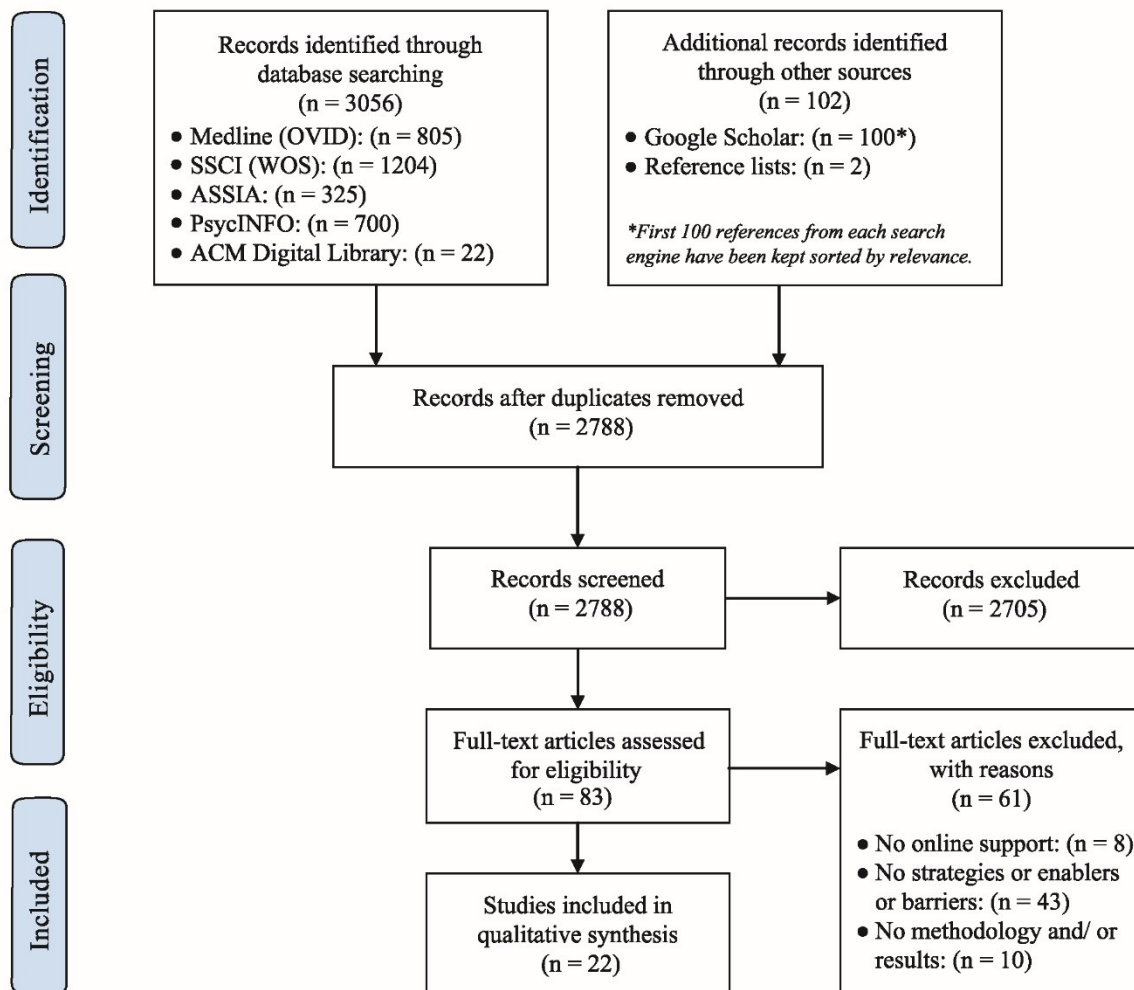 Identification
Records identified through
database searching
(n = 3056)
● Medline (OVID): (n = 805)
● SSCI (WOS): (n = 1204)
● ASSIA: (n = 325)
● PsycINFO: (n = 700)
● ACM Digital Library: (n = 22)
Additional records identified
through other sources
(n = 102)
● Google Scholar: (n = 100*)
● Reference lists: (n = 2)
*First 100 references from each search
engine have been kept sorted by relevance.
Screening
Records after duplicates removed
(n = 2788)
Eligibility
Records screened
(n = 2788)
Records excluded
(n = 2705)
Full-text articles assessed
for eligibility
(n = 83)
Full-text articles excluded,
with reasons
(n = 61)
● No online support: (n = 8)
● No strategies or enablers
or barriers: (n = 43)
● No methodology and/ or
results: (n = 10)
Included
Studies included in
qualitative synthesis
(n = 22)